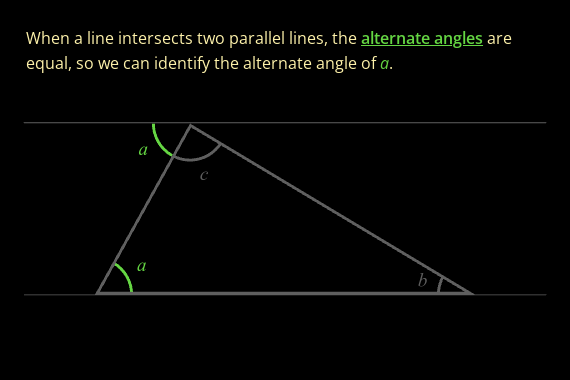 When a line intersects two parallel lines, the alternate angles are
equal, so we can identify the alternate angle of a.
a
c
a
b